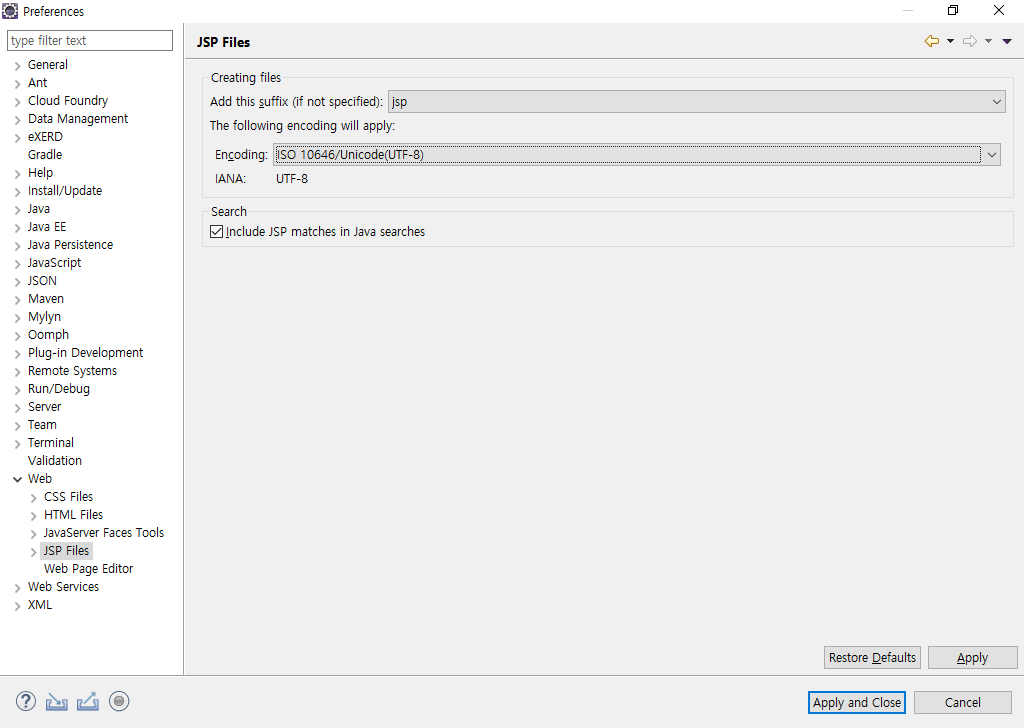 Preferences
type filter text
JSP Files
General
Ant
Cloud Foundry
Data Management
eXERD
Gradle
Help
Install/Update
Java
Java EE
Java Persistence
JavaScript
JSON
Maven
Mylyn
Oomph
Plug-in Development
Remote Systems
Run/Debug
Server
Team
Terminal
Validation
Web
CSS Files
HTML Files
JavaServer Faces Tools
JSP Files
Web Page Editor
Web Services
XML
Creating files
Add this suffix (if not specified): jsp
The following encoding will apply:
Encoding: ISO 10646/Unicode(UTF-8)
IANA: UTF-8
Search
Include JSP matches in Java searches
Restore Defaults Apply
? Apply and Close Cancel